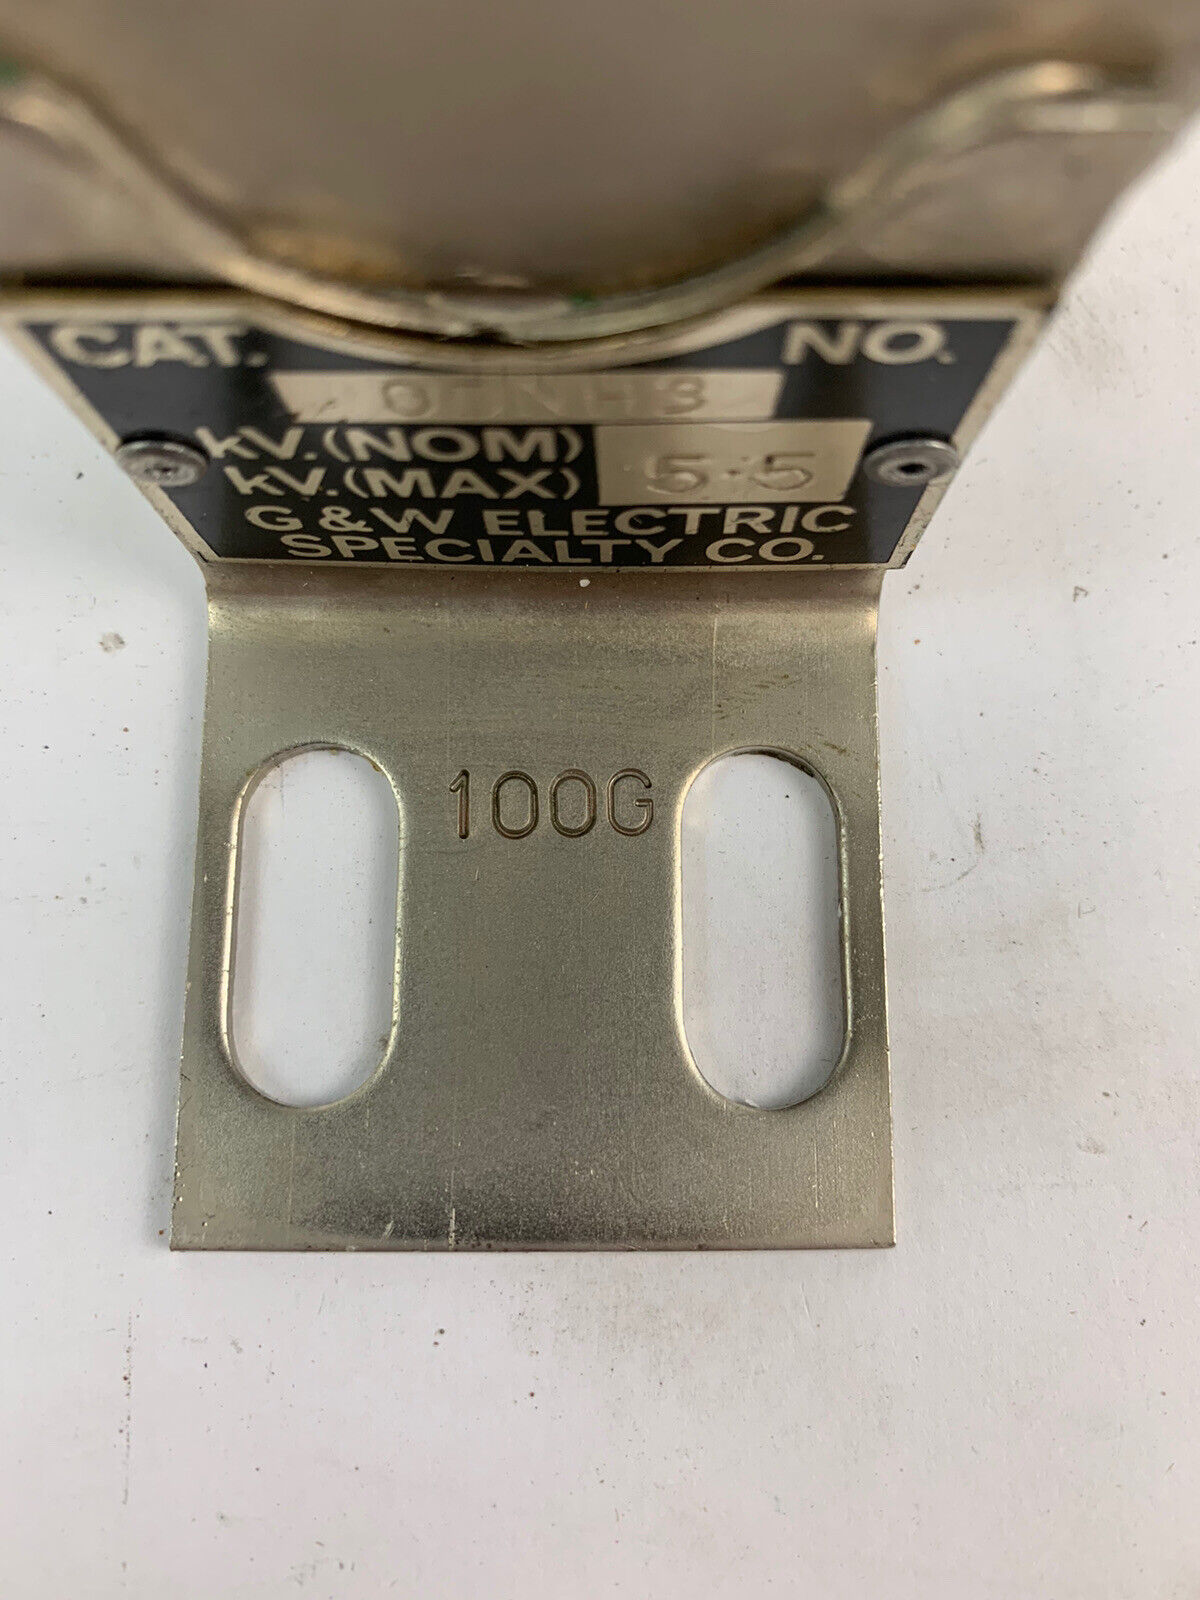 CAT. NO.
kV. (NOM)
kV. (MAX) 5.5
G & W ELECTRIC
SPECIALTY CO.
100G